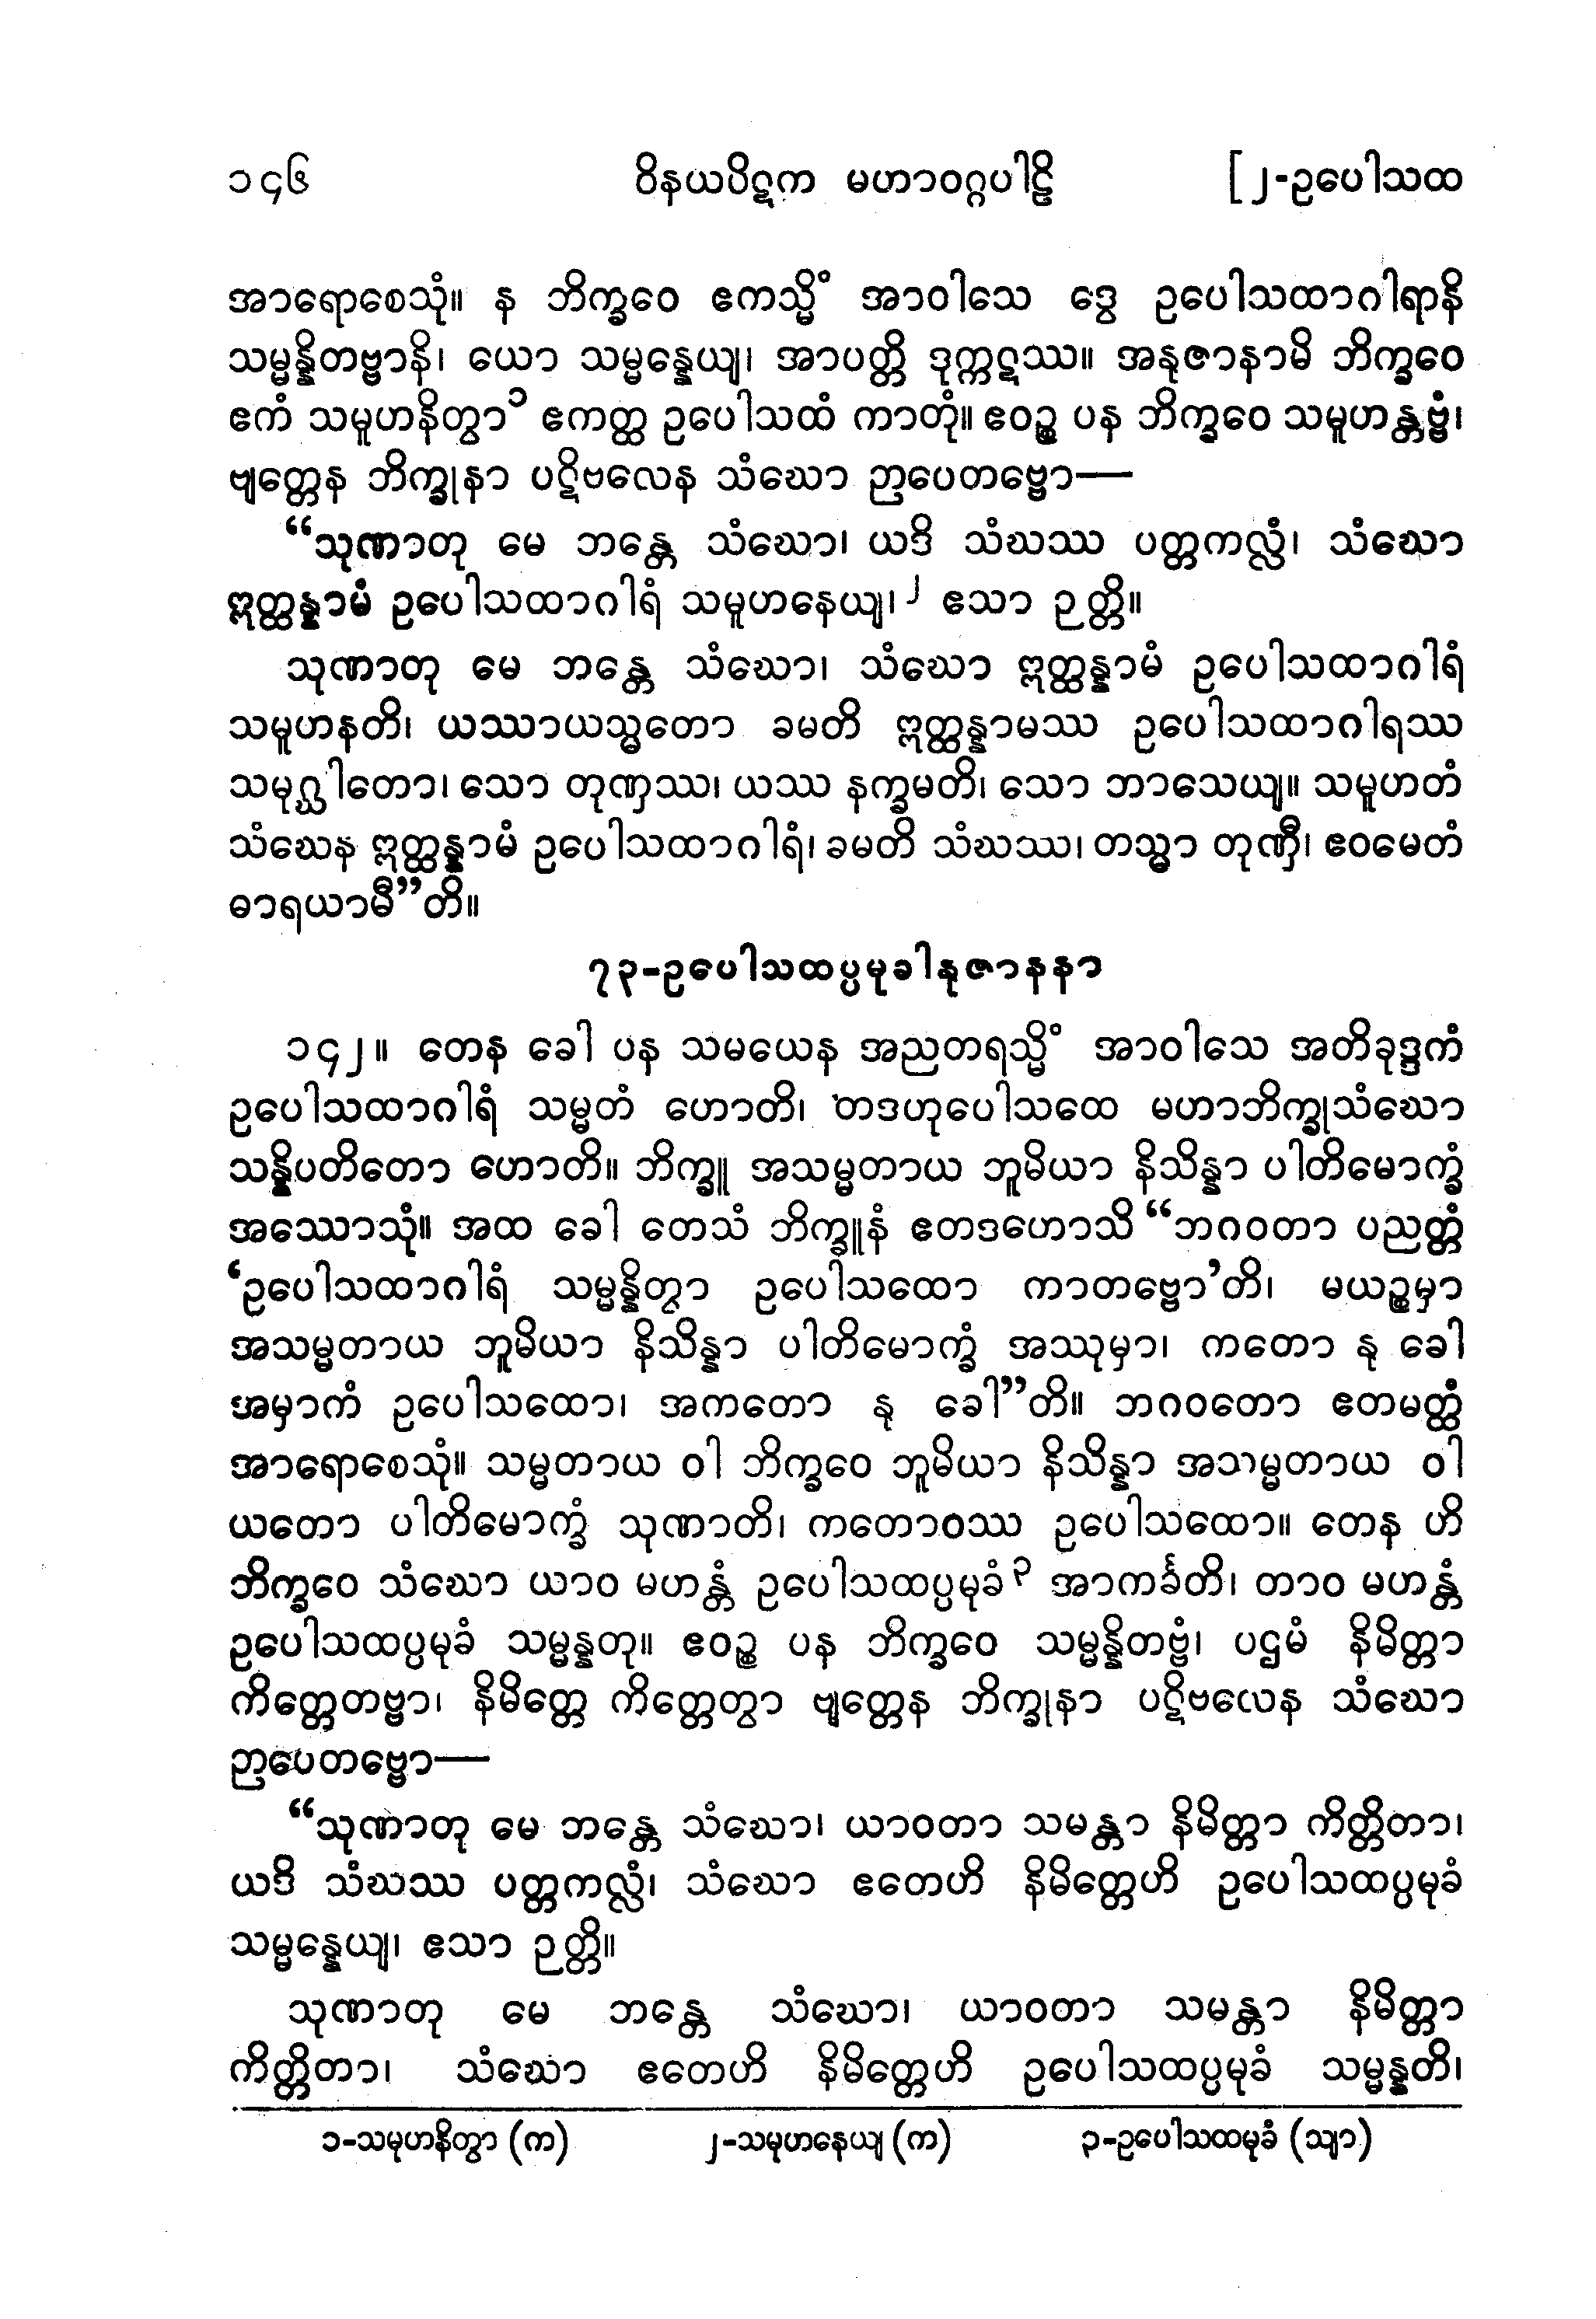 ၁၄၆ ဝိနယပိဋက မဟာဝဂ္ဂပါဠိ [၂-ဥပေါသထ
အာရောစေသုံ။ န ဘိက္ခဝေ ဧကသ္မိံ အာဝါသေ ဒွေ ဥပေါသထာဂါရာနိ
သမ္မန္နိတဗ္ဗာနိ၊ ယော သမ္မန္နေယျ၊ အာပတ္တိ ဒုက္ကဋဿ။ အနုဇာနာမိ ဘိက္ခဝေ
ဧကံ သမူဟနိတွာ ၁ ဧကတ္ထ ဥပေါသထံ ကာတုံ။ ဧဝဉ္စ ပန ဘိက္ခဝေ သမူဟန္တဗ္ဗံ၊
ဗျတ္တေန ဘိက္ခုနာ ပဋိဗလေန သံဃော ဉာပေတဗ္ဗော—
“သုဏာတု မေ ဘန္တေ သံဃော၊ ယဒိ သံဃဿ ပတ္တကလ္လံ၊ သံဃော
ဣတ္ထန္နာမံ ဥပေါသထာဂါရံ သမူဟနေယျ၊ ၂ ဧသာ ဉတ္တိ။
သုဏာတု မေ ဘန္တေ သံဃော၊ သံဃော ဣတ္ထန္နာမံ ဥပေါသထာဂါရံ
သမူဟနတိ၊ ယဿာယသ္မတော ခမတိ ဣတ္ထန္နာမဿ ဥပေါသထာဂါရဿ
သမုဂ္ဃါတော၊ သော တုဏှဿ၊ ယဿ နက္ခမတိ၊ သော ဘာသေယျ။ သမူဟတံ
သံဃေန ဣတ္ထန္နာမံ ဥပေါသထာဂါရံ၊ ခမတိ သံဃဿ၊ တသ္မာ တုဏှီ၊ ဧဝမေတံ
ဓာရယာမီ”တိ။
၇၃-ဥပေါသထပ္ပမုခါနုဇာနနာ
၁၄၂။ တေန ခေါ ပန သမယေန အညတရသ္မိံ အာဝါသေ အတိခုဒ္ဒကံ
ဥပေါသထာဂါရံ သမ္မတံ ဟောတိ၊ တဒဟုပေါသထေ မဟာဘိက္ခုသံဃော
သန္နိပတိတော ဟောတိ။ ဘိက္ခူ အသမ္မတာယ ဘူမိယာ နိသိန္နာ ပါတိမောက္ခံ
အဿောသုံ။ အထ ခေါ တေသံ ဘိက္ခူနံ ဧတဒဟောသိ “ဘဂဝတာ ပညတ္တံ
‘ဥပေါသထာဂါရံ သမ္မန္နိတွာ ဥပေါသထော ကာတဗ္ဗော’တိ၊ မယဉ္စမှာ
အသမ္မတာယ ဘူမိယာ နိသိန္နာ ပါတိမောက္ခံ အဿုမှာ၊ ကတော နု ခေါ
အမှာကံ ဥပေါသထော၊ အကတော နု ခေါ”တိ။ ဘဂဝတော ဧတမတ္ထံ
အာရောစေသုံ။ သမ္မတာယ ဝါ ဘိက္ခဝေ ဘူမိယာ နိသိန္နာ အသမ္မတာယ ဝါ
ယတော ပါတိမောက္ခံ သုဏာတိ၊ ကတောဝဿ ဥပေါသထော။ တေန ဟိ
ဘိက္ခဝေ သံဃော ယာဝ မဟန္တံ ဥပေါသထပ္ပမုခံ ၃ အာကင်္ခတိ၊ တာဝ မဟန္တံ
ဥပေါသထပ္ပမုခံ သမ္မန္နတု။ ဧဝဉ္စ ပန ဘိက္ခဝေ သမ္မန္နိတဗ္ဗံ၊ ပဌမံ နိမိတ္တာ
ကိတ္တေတဗ္ဗာ၊ နိမိတ္တေ ကိတ္တေတွာ ဗျတ္တေန ဘိက္ခုနာ ပဋိဗလေန သံဃော
ဉာပေတဗ္ဗော—
“သုဏာတု မေ ဘန္တေ သံဃော၊ ယာဝတာ သမန္တာ နိမိတ္တာ ကိတ္တိတာ၊
ယဒိ သံဃဿ ပတ္တကလ္လံ၊ သံဃော ဧတေဟိ နိမိတ္တေဟိ ဥပေါသထပ္ပမုခံ
သမ္မန္နေယျ၊ ဧသာ ဉတ္တိ။
သုဏာတု မေ ဘန္တေ သံဃော၊ ယာဝတာ သမန္တာ နိမိတ္တာ
ကိတ္တိတာ၊ သံဃော ဧတေဟိ နိမိတ္တေဟိ ဥပေါသထပ္ပမုခံ သမ္မန္နတိ၊
၁-သမုဟနိတွာ (က) ၂-သမုဟနေယျ (က) ၃-ဥပေါသထမုခံ (သျာ)